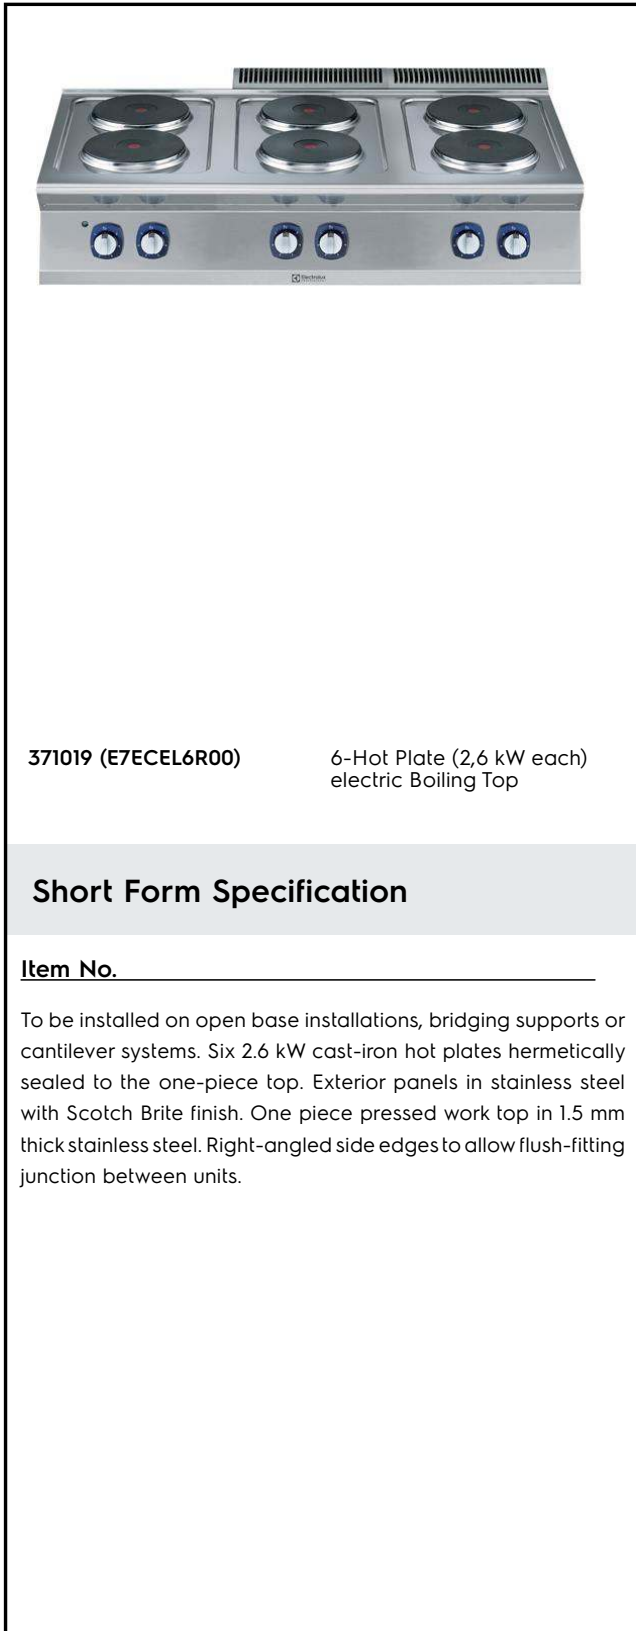 Electrolux
371019 (E7ECEL6R00)
6-Hot Plate (2,6 kW each)
electric Boiling Top
Short Form Specification
Item No.
To be installed on open base installations, bridging supports or
cantilever systems. Six 2.6 kW cast-iron hot plates hermetically
sealed to the one-piece top. Exterior panels in stainless steel
with Scotch Brite finish. One piece pressed work top in 1.5 mm
thick stainless steel. Right-angled side edges to allow flush-fitting
junction between units.